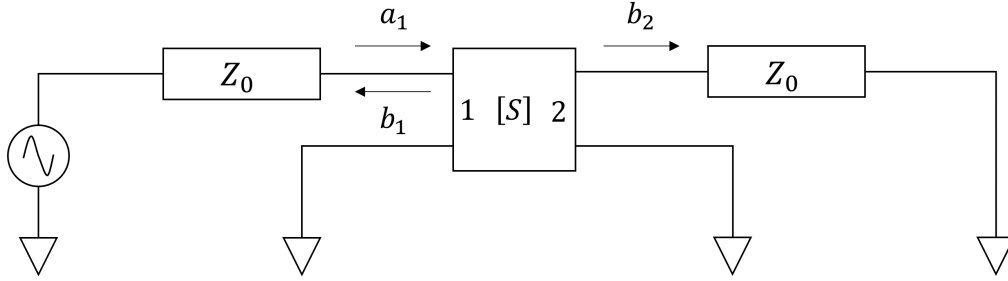 a₁
b₂
Z₀
Z₀
b₁
1 [S] 2